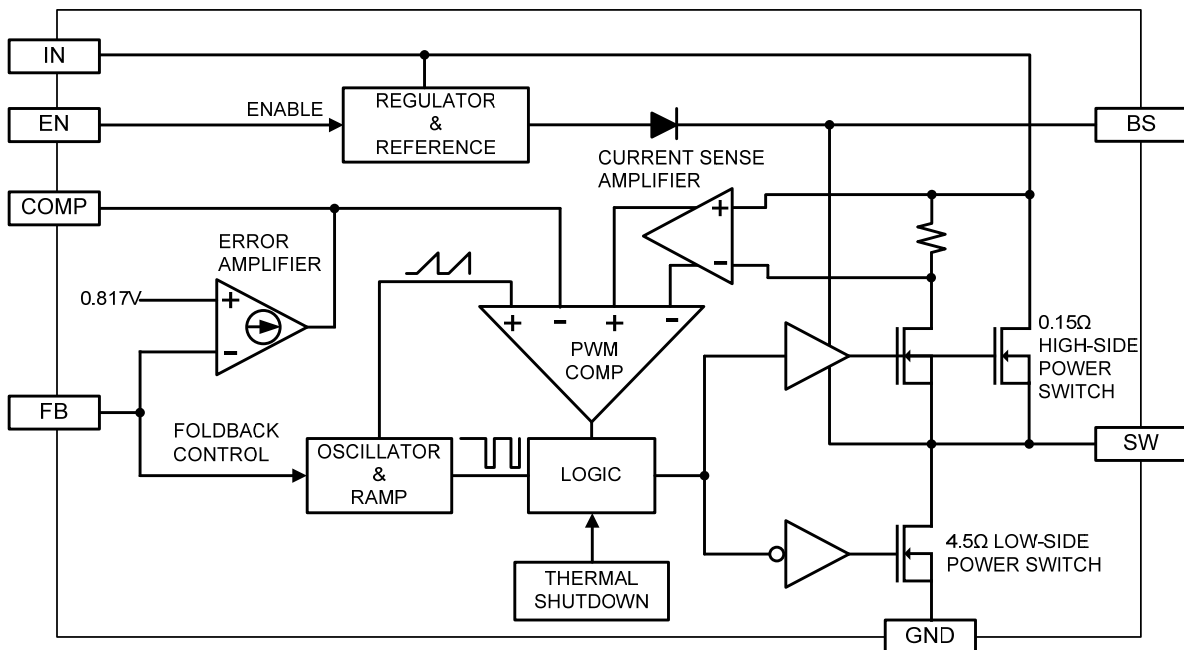 IN
REGULATOR
&
REFERENCE
ENABLE
EN
BS
CURRENT SENSE
AMPLIFIER
COMP
+
-
ERROR
AMPLIFIER
0.817V
+
-
+
-
+
-
PWM
COMP
0.15Ω
HIGH-SIDE
POWER
SWITCH
FB
FOLDBACK
CONTROL
OSCILLATOR
&
RAMP
LOGIC
SW
4.5Ω LOW-SIDE
POWER SWITCH
THERMAL
SHUTDOWN
GND